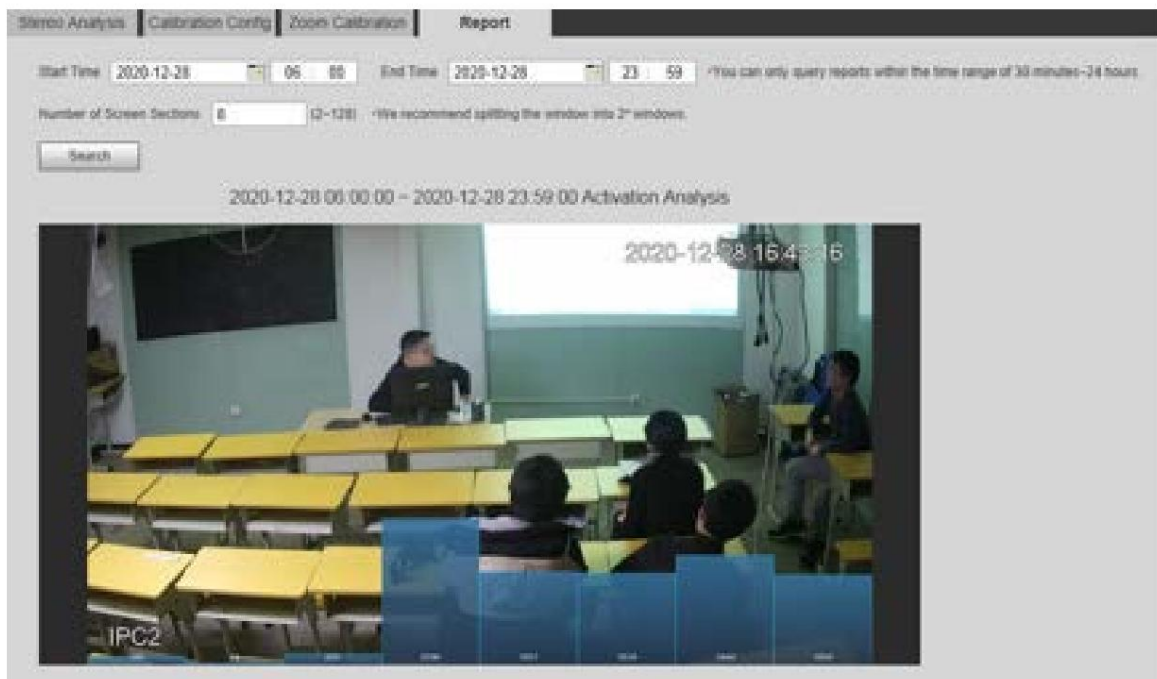 Stereo Analysis Calibration Config Zoom Calibration Report
Start Time 2020-12-28 06 : 00 End Time 2020-12-28 23 : 59 *You can only query reports within the time range of 30 minutes~24 hours.
Number of Screen Sections 8 (2~128) *We recommend splitting the window into 2ⁿ windows.
Search
2020-12-28 06:00:00 ~ 2020-12-28 23:59:00 Activation Analysis
2020-12-28
IPC2